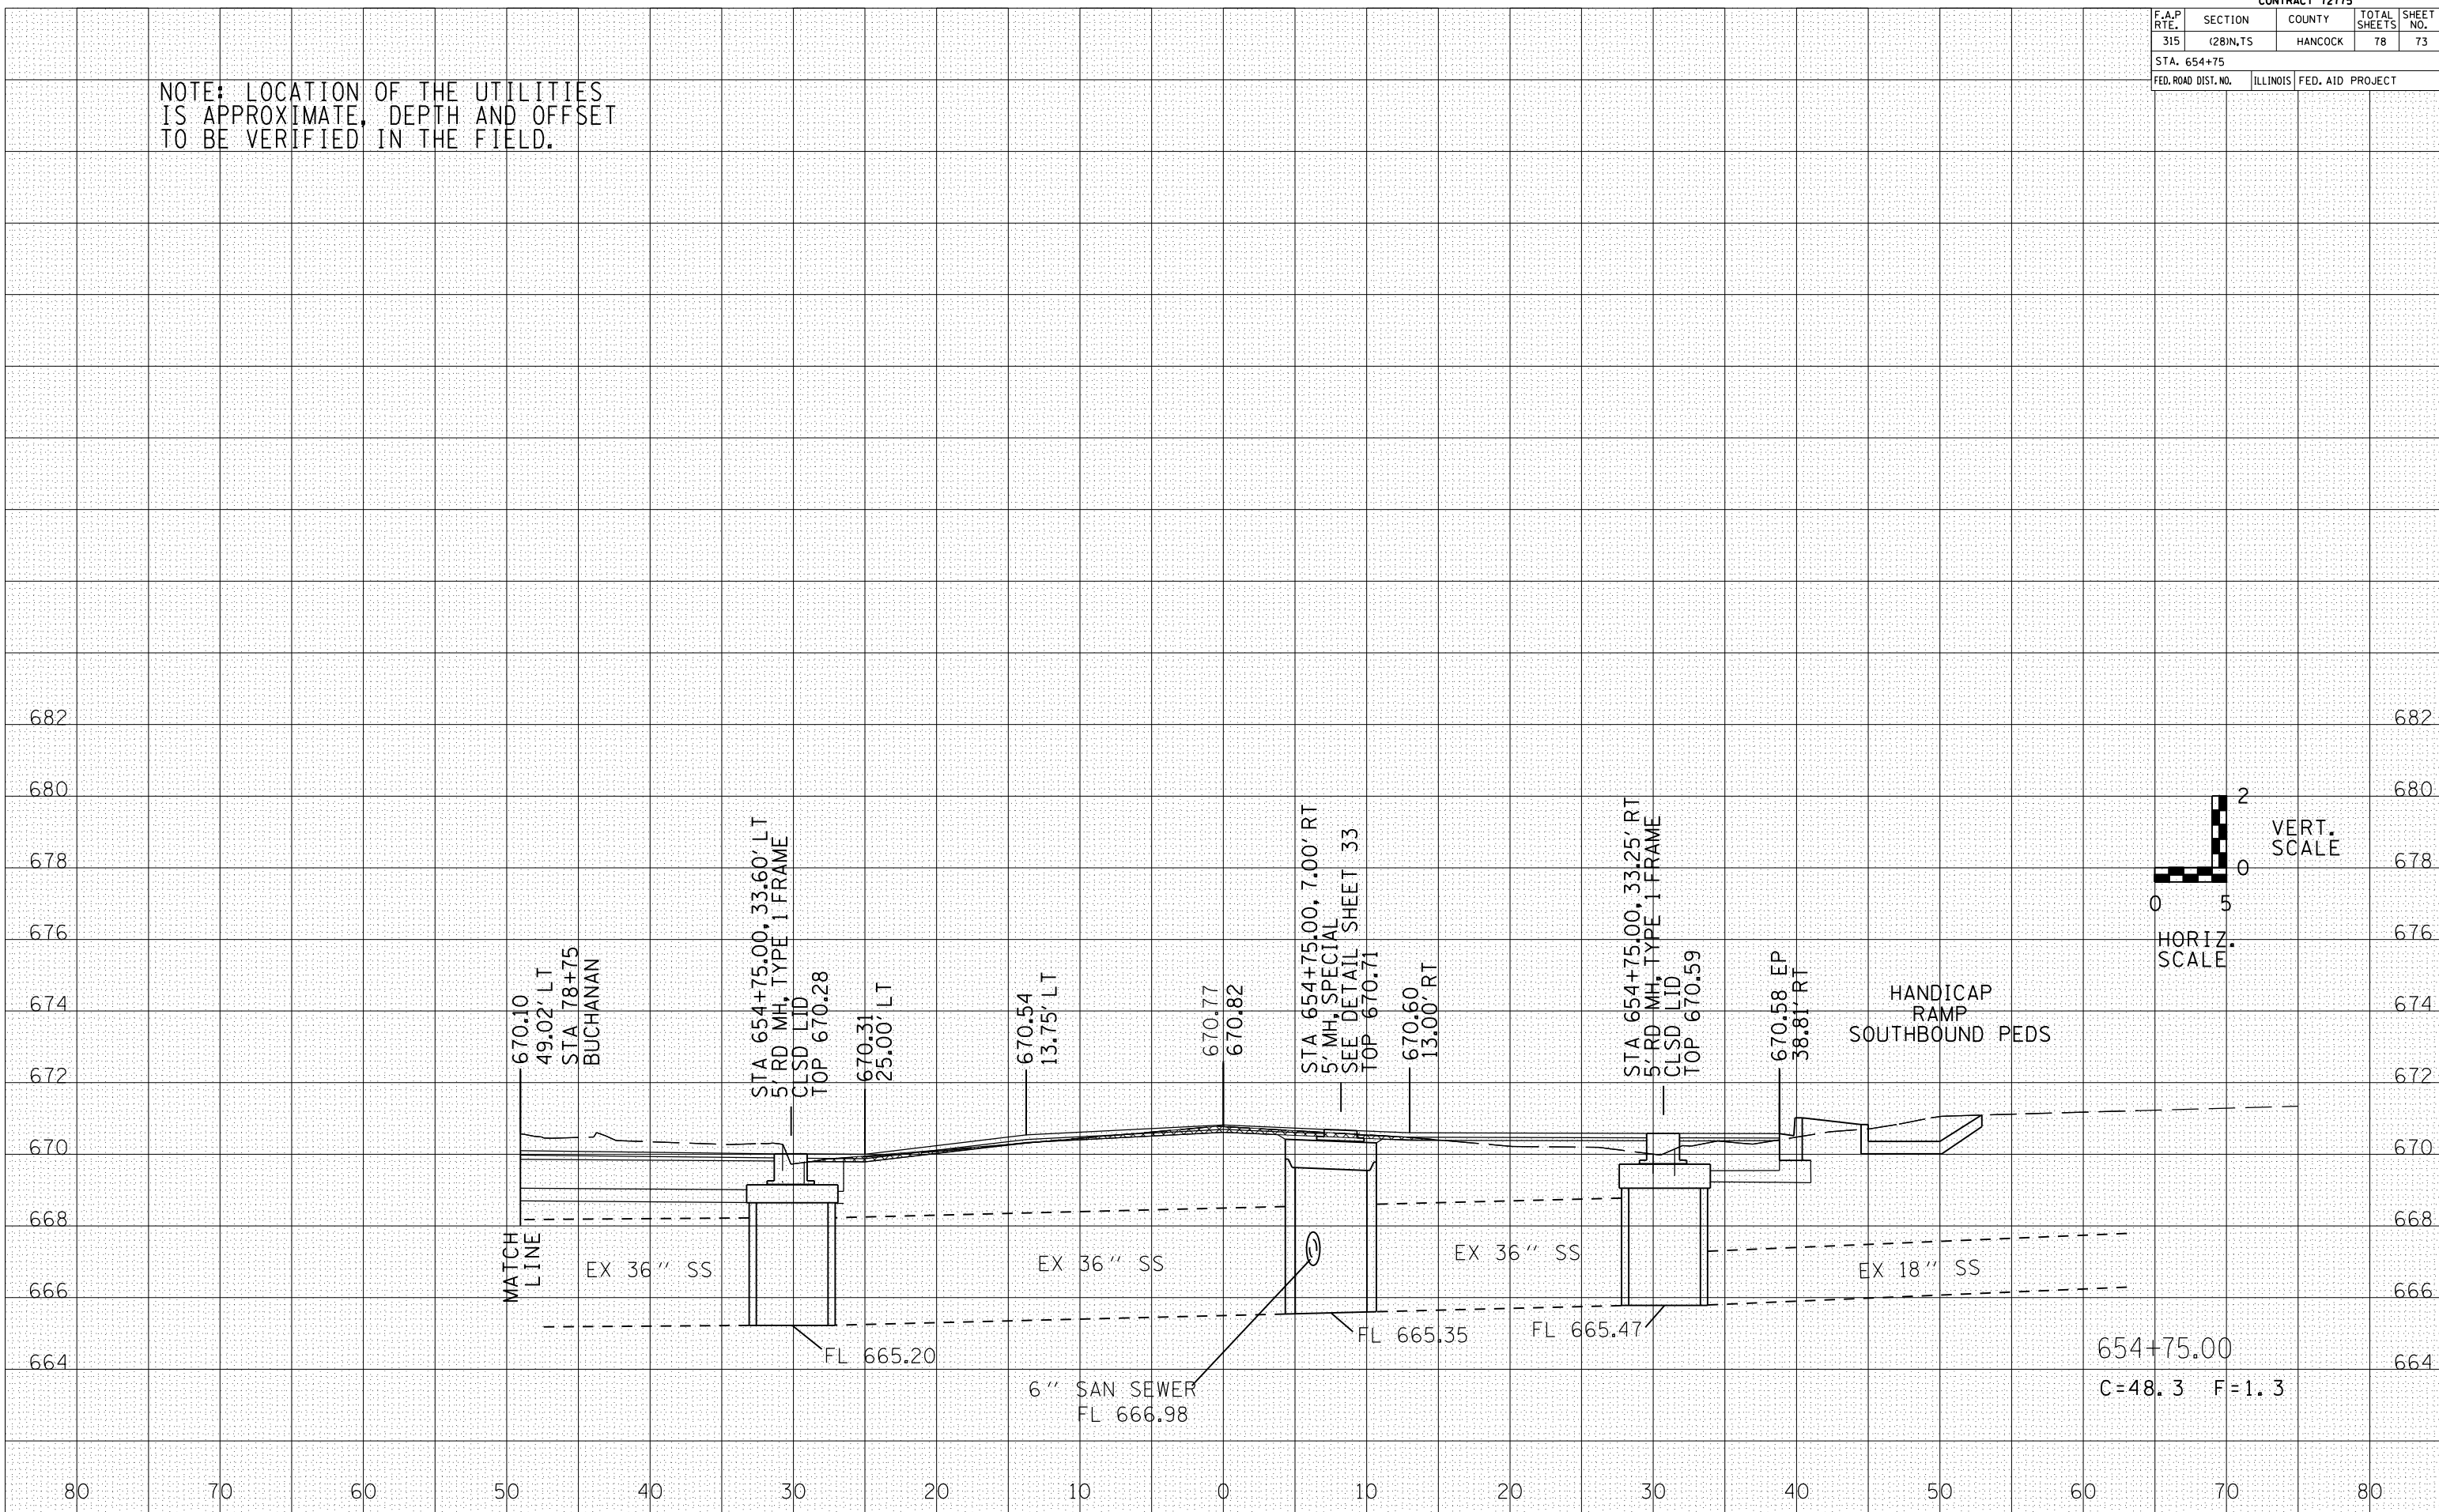 CONTRACT 72775
F.A.P RTE. SECTION COUNTY TOTAL SHEETS SHEET NO.
315 (28)N,TS HANCOCK 78 73
STA. 654+75
FED. ROAD DIST. NO. ILLINOIS FED. AID PROJECT
NOTE: LOCATION OF THE UTILITIES
IS APPROXIMATE, DEPTH AND OFFSET
TO BE VERIFIED IN THE FIELD.
682
680
678
676
674
672
670
668
666
664
670.10
49.02' LT
STA 78+75
BUCHANAN
STA 654+75.00, 33.60' LT
5' RD MH, TYPE 1 FRAME
CLSD LID
TOP 670.28
670.31
25.00' LT
670.54
13.75' LT
670.77
670.82
STA 654+75.00, 7.00' RT
5' MH, SPECIAL
SEE DETAIL SHEET 33
TOP 670.71
670.60
13.00' RT
STA 654+75.00, 33.25' RT
5' RD MH, TYPE 1 FRAME
CLSD LID
TOP 670.59
670.58 EP
38.81' RT
HANDICAP
RAMP
SOUTHBOUND PEDS
2
0
VERT.
SCALE
0 5
HORIZ.
SCALE
682
680
678
676
674
672
670
668
666
664
MATCH
LINE
EX 36" SS
EX 36" SS
EX 36" SS
EX 18" SS
FL 665.20
FL 665.35
FL 665.47
6" SAN SEWER
FL 666.98
654+75.00
C=48.3 F=1.3
80 70 60 50 40 30 20 10 0 10 20 30 40 50 60 70 80